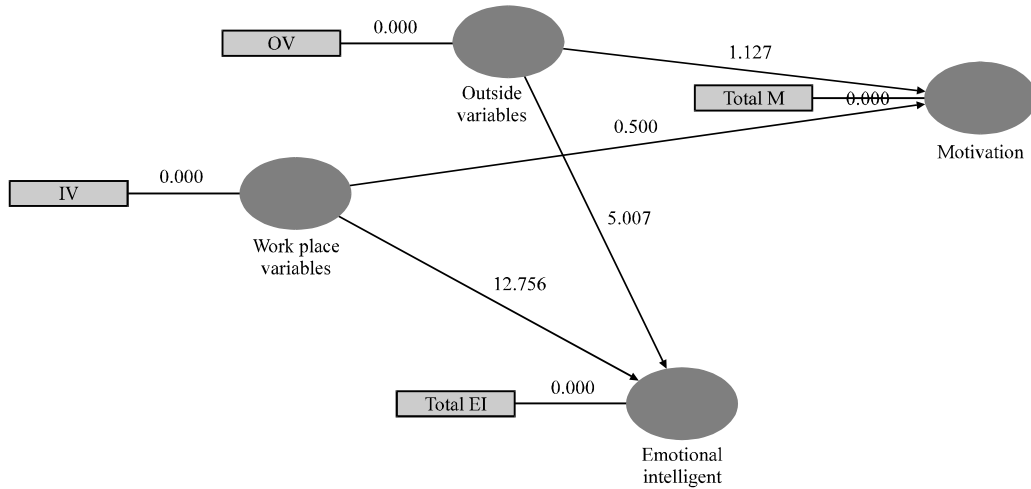 0.000
OV
1.127
Outside
variables
Total M
0.000
0.500
Motivation
0.000
IV
Work place
variables
5.007
12.756
0.000
Total EI
Emotional
intelligent